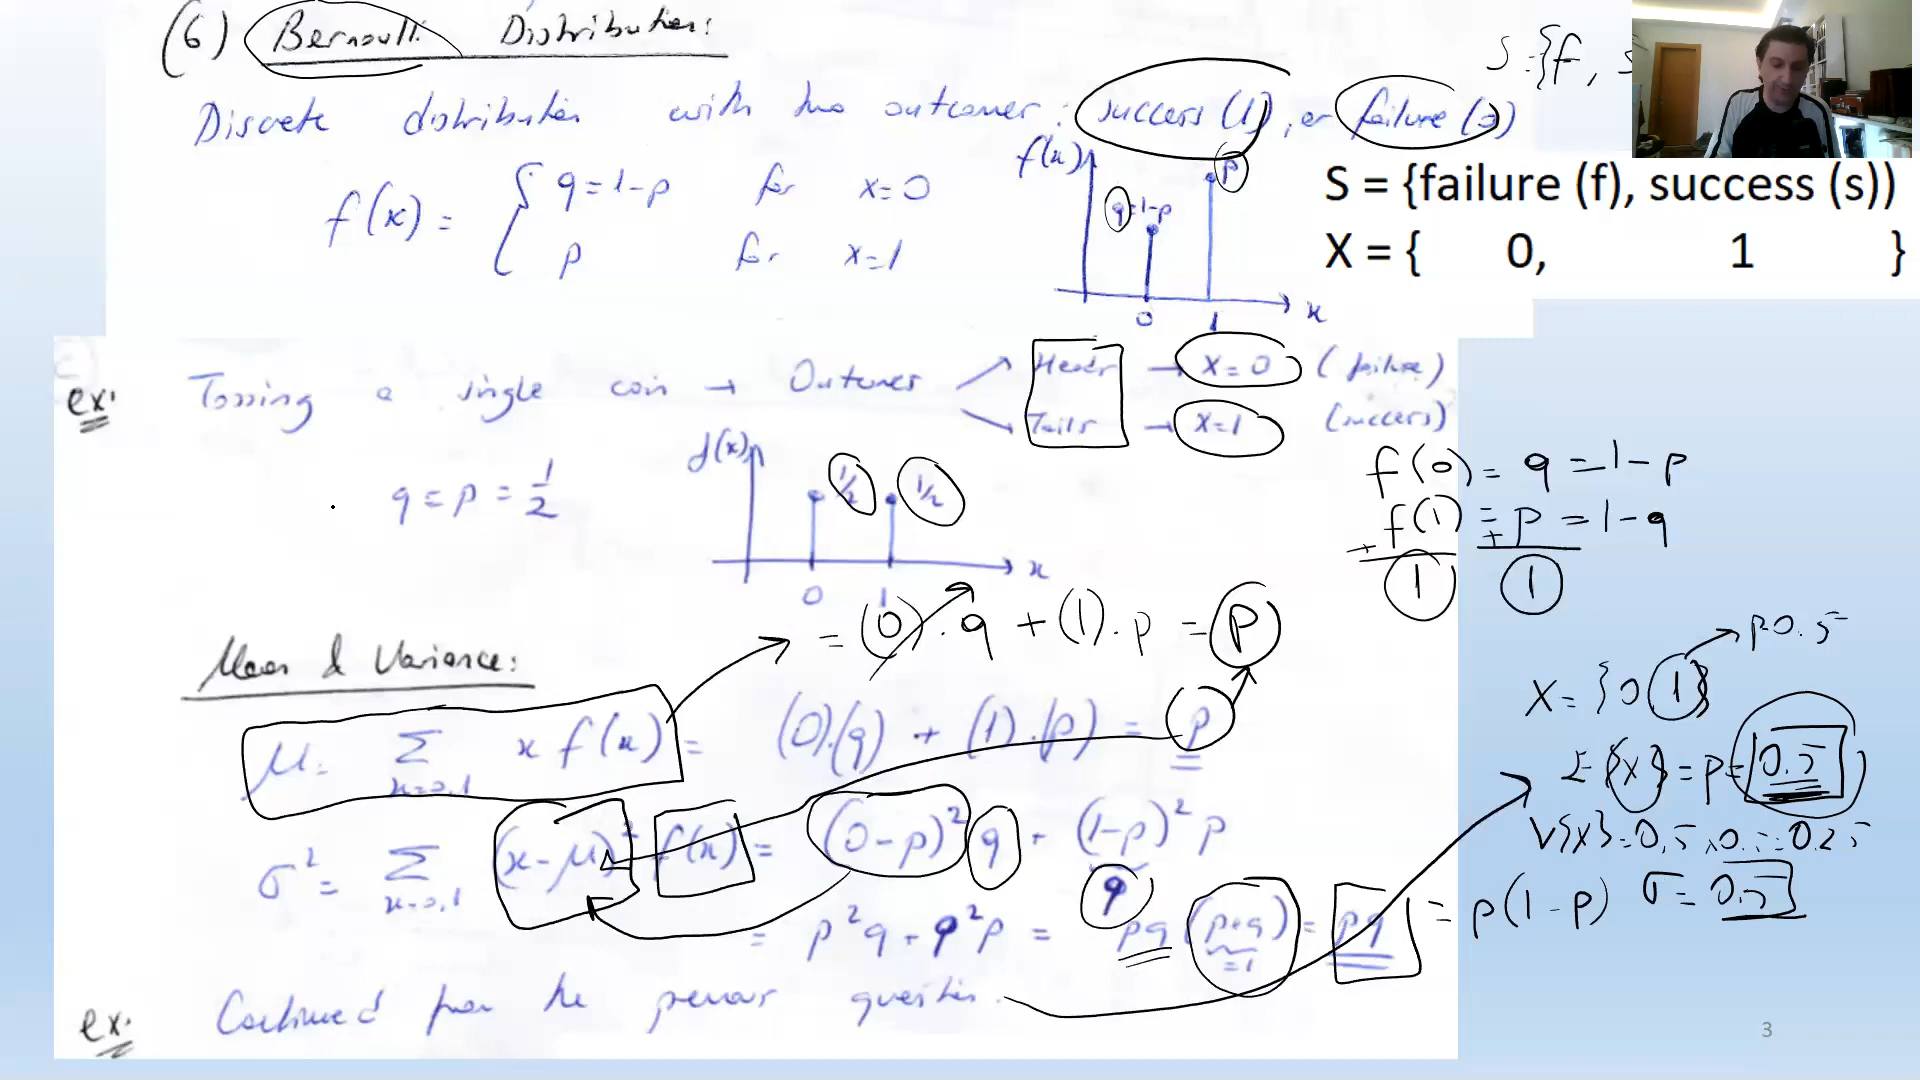 (6) Bernoulli Distribution:
S = {f, s
Discrete distribution with two outcomes: success (1), or failure (0)
f(x) = { q = 1-p for x=0
p for x=1
f(x)
q=1-p
p
0 1 x
S = {failure (f), success (s))
X = { 0, 1 }
ex: Tossing a single coin → Outcomes
Heads → X=0 (failure)
Tails → X=1 (success)
q = p = 1/2
f(x)
1/2 1/2
0 1 x
f(0) = q = 1-p
+ f(1) = p = 1-q
+
1 1
= (0).q + (1).p = p
Mean & Variance:
μ = Σ x f(x) = (0).(q) + (1).(p) = p
x=0,1
σ² = Σ (x-μ)² f(x) = (0-p)² q + (1-p)² p
x=0,1
q
= p²q + q²p = pq (p+q) = pq = p(1-p)
=1
X = {0 1} → p=0.5
E{X} = p = 0.5
V{X} = 0.5 x 0.5 = 0.25
σ = 0.5
ex: Continued from the previous question.
3